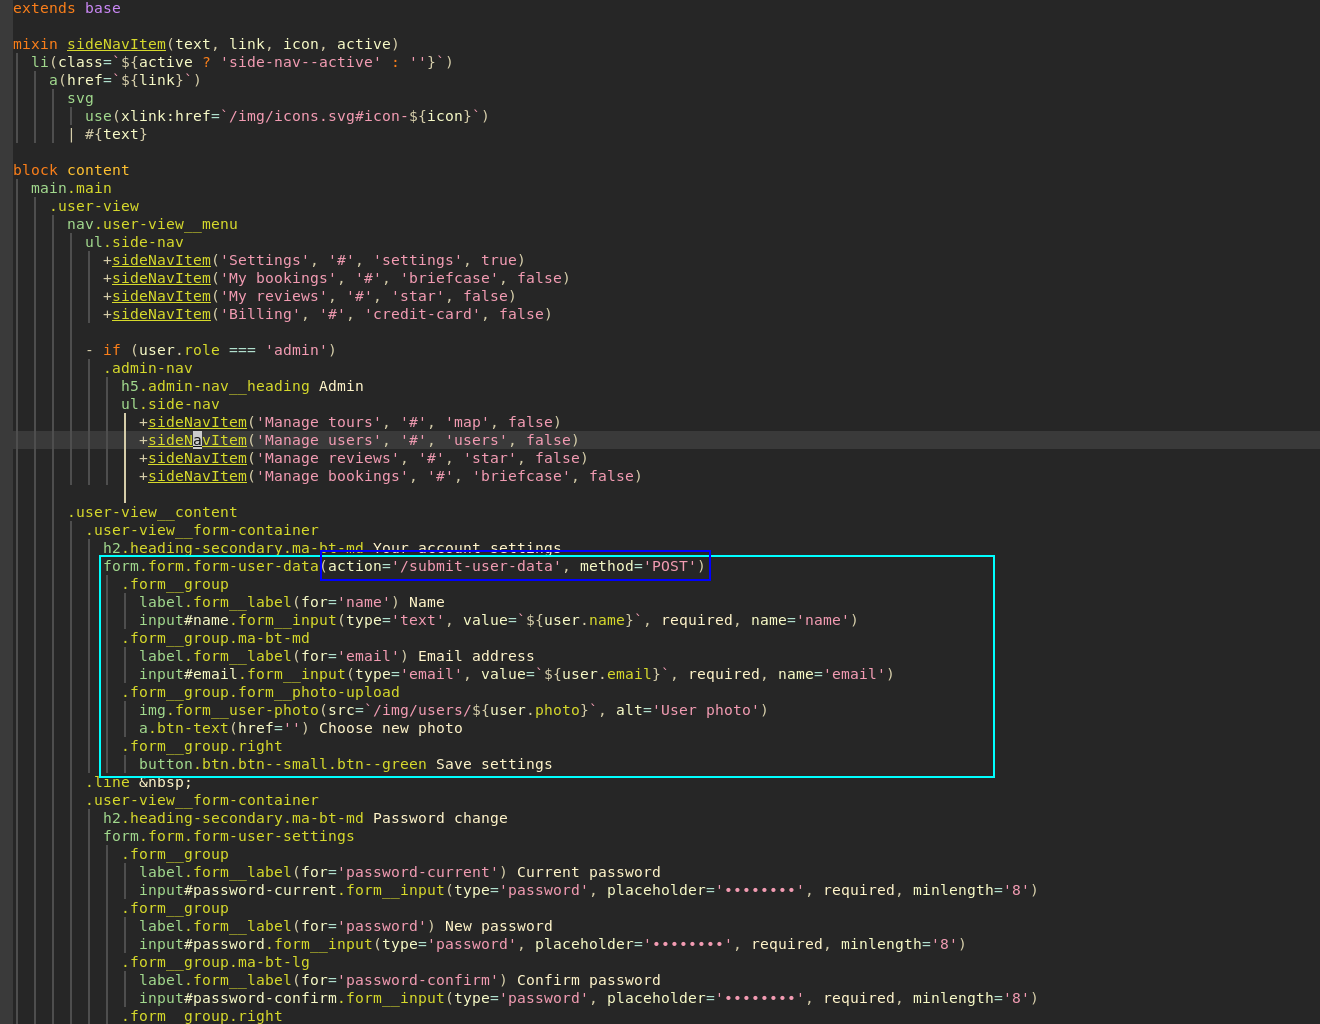 extends base
mixin sideNavItem(text, link, icon, active)
li(class=`${active ? 'side-nav--active' : ''}`)
a(href=`${link}`)
svg
use(xlink:href=`/img/icons.svg#icon-${icon}`)
| #{text}
block content
main.main
.user-view
nav.user-view__menu
ul.side-nav
+sideNavItem('Settings', '#', 'settings', true)
+sideNavItem('My bookings', '#', 'briefcase', false)
+sideNavItem('My reviews', '#', 'star', false)
+sideNavItem('Billing', '#', 'credit-card', false)
- if (user.role === 'admin')
.admin-nav
h5.admin-nav__heading Admin
ul.side-nav
+sideNavItem('Manage tours', '#', 'map', false)
+sideNavItem('Manage users', '#', 'users', false)
+sideNavItem('Manage reviews', '#', 'star', false)
+sideNavItem('Manage bookings', '#', 'briefcase', false)
.user-view__content
.user-view__form-container
h2.heading-secondary.ma-bt-md Your account settings
form.form.form-user-data(action='/submit-user-data', method='POST')
.form__group
label.form__label(for='name') Name
input#name.form__input(type='text', value=`${user.name}`, required, name='name')
.form__group.ma-bt-md
label.form__label(for='email') Email address
input#email.form__input(type='email', value=`${user.email}`, required, name='email')
.form__group.form__photo-upload
img.form__user-photo(src=`/img/users/${user.photo}`, alt='User photo')
a.btn-text(href='') Choose new photo
.form__group.right
button.btn.btn--small.btn--green Save settings
.line &nbsp;
.user-view__form-container
h2.heading-secondary.ma-bt-md Password change
form.form.form-user-settings
.form__group
label.form__label(for='password-current') Current password
input#password-current.form__input(type='password', placeholder='••••••••', required, minlength='8')
.form__group
label.form__label(for='password') New password
input#password.form__input(type='password', placeholder='••••••••', required, minlength='8')
.form__group.ma-bt-lg
label.form__label(for='password-confirm') Confirm password
input#password-confirm.form__input(type='password', placeholder='••••••••', required, minlength='8')
.form__group.right